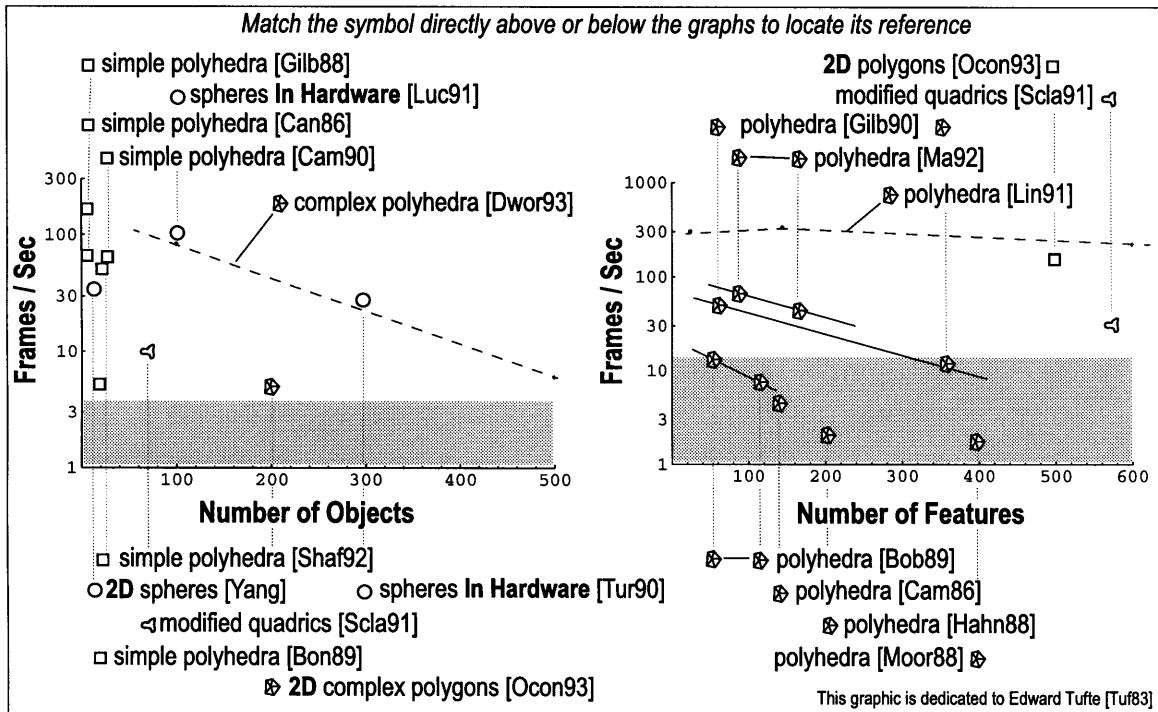 Match the symbol directly above or below the graphs to locate its reference
simple polyhedra [Gilb88]
spheres In Hardware [Luc91]
simple polyhedra [Can86]
simple polyhedra [Cam90]
complex polyhedra [Dwor93]
300
100
30
10
3
1
Frames / Sec
100
200
300
400
500
Number of Objects
simple polyhedra [Shaf92]
2D spheres [Yang]
spheres In Hardware [Tur90]
modified quadrics [Scla91]
simple polyhedra [Bon89]
2D complex polygons [Ocon93]
2D polygons [Ocon93]
modified quadrics [Scla91]
polyhedra [Gilb90]
polyhedra [Ma92]
polyhedra [Lin91]
1000
300
100
30
10
3
1
Frames / Sec
100
200
300
400
500
600
Number of Features
polyhedra [Bob89]
polyhedra [Cam86]
polyhedra [Hahn88]
polyhedra [Moor88]
This graphic is dedicated to Edward Tufte [Tuf83]